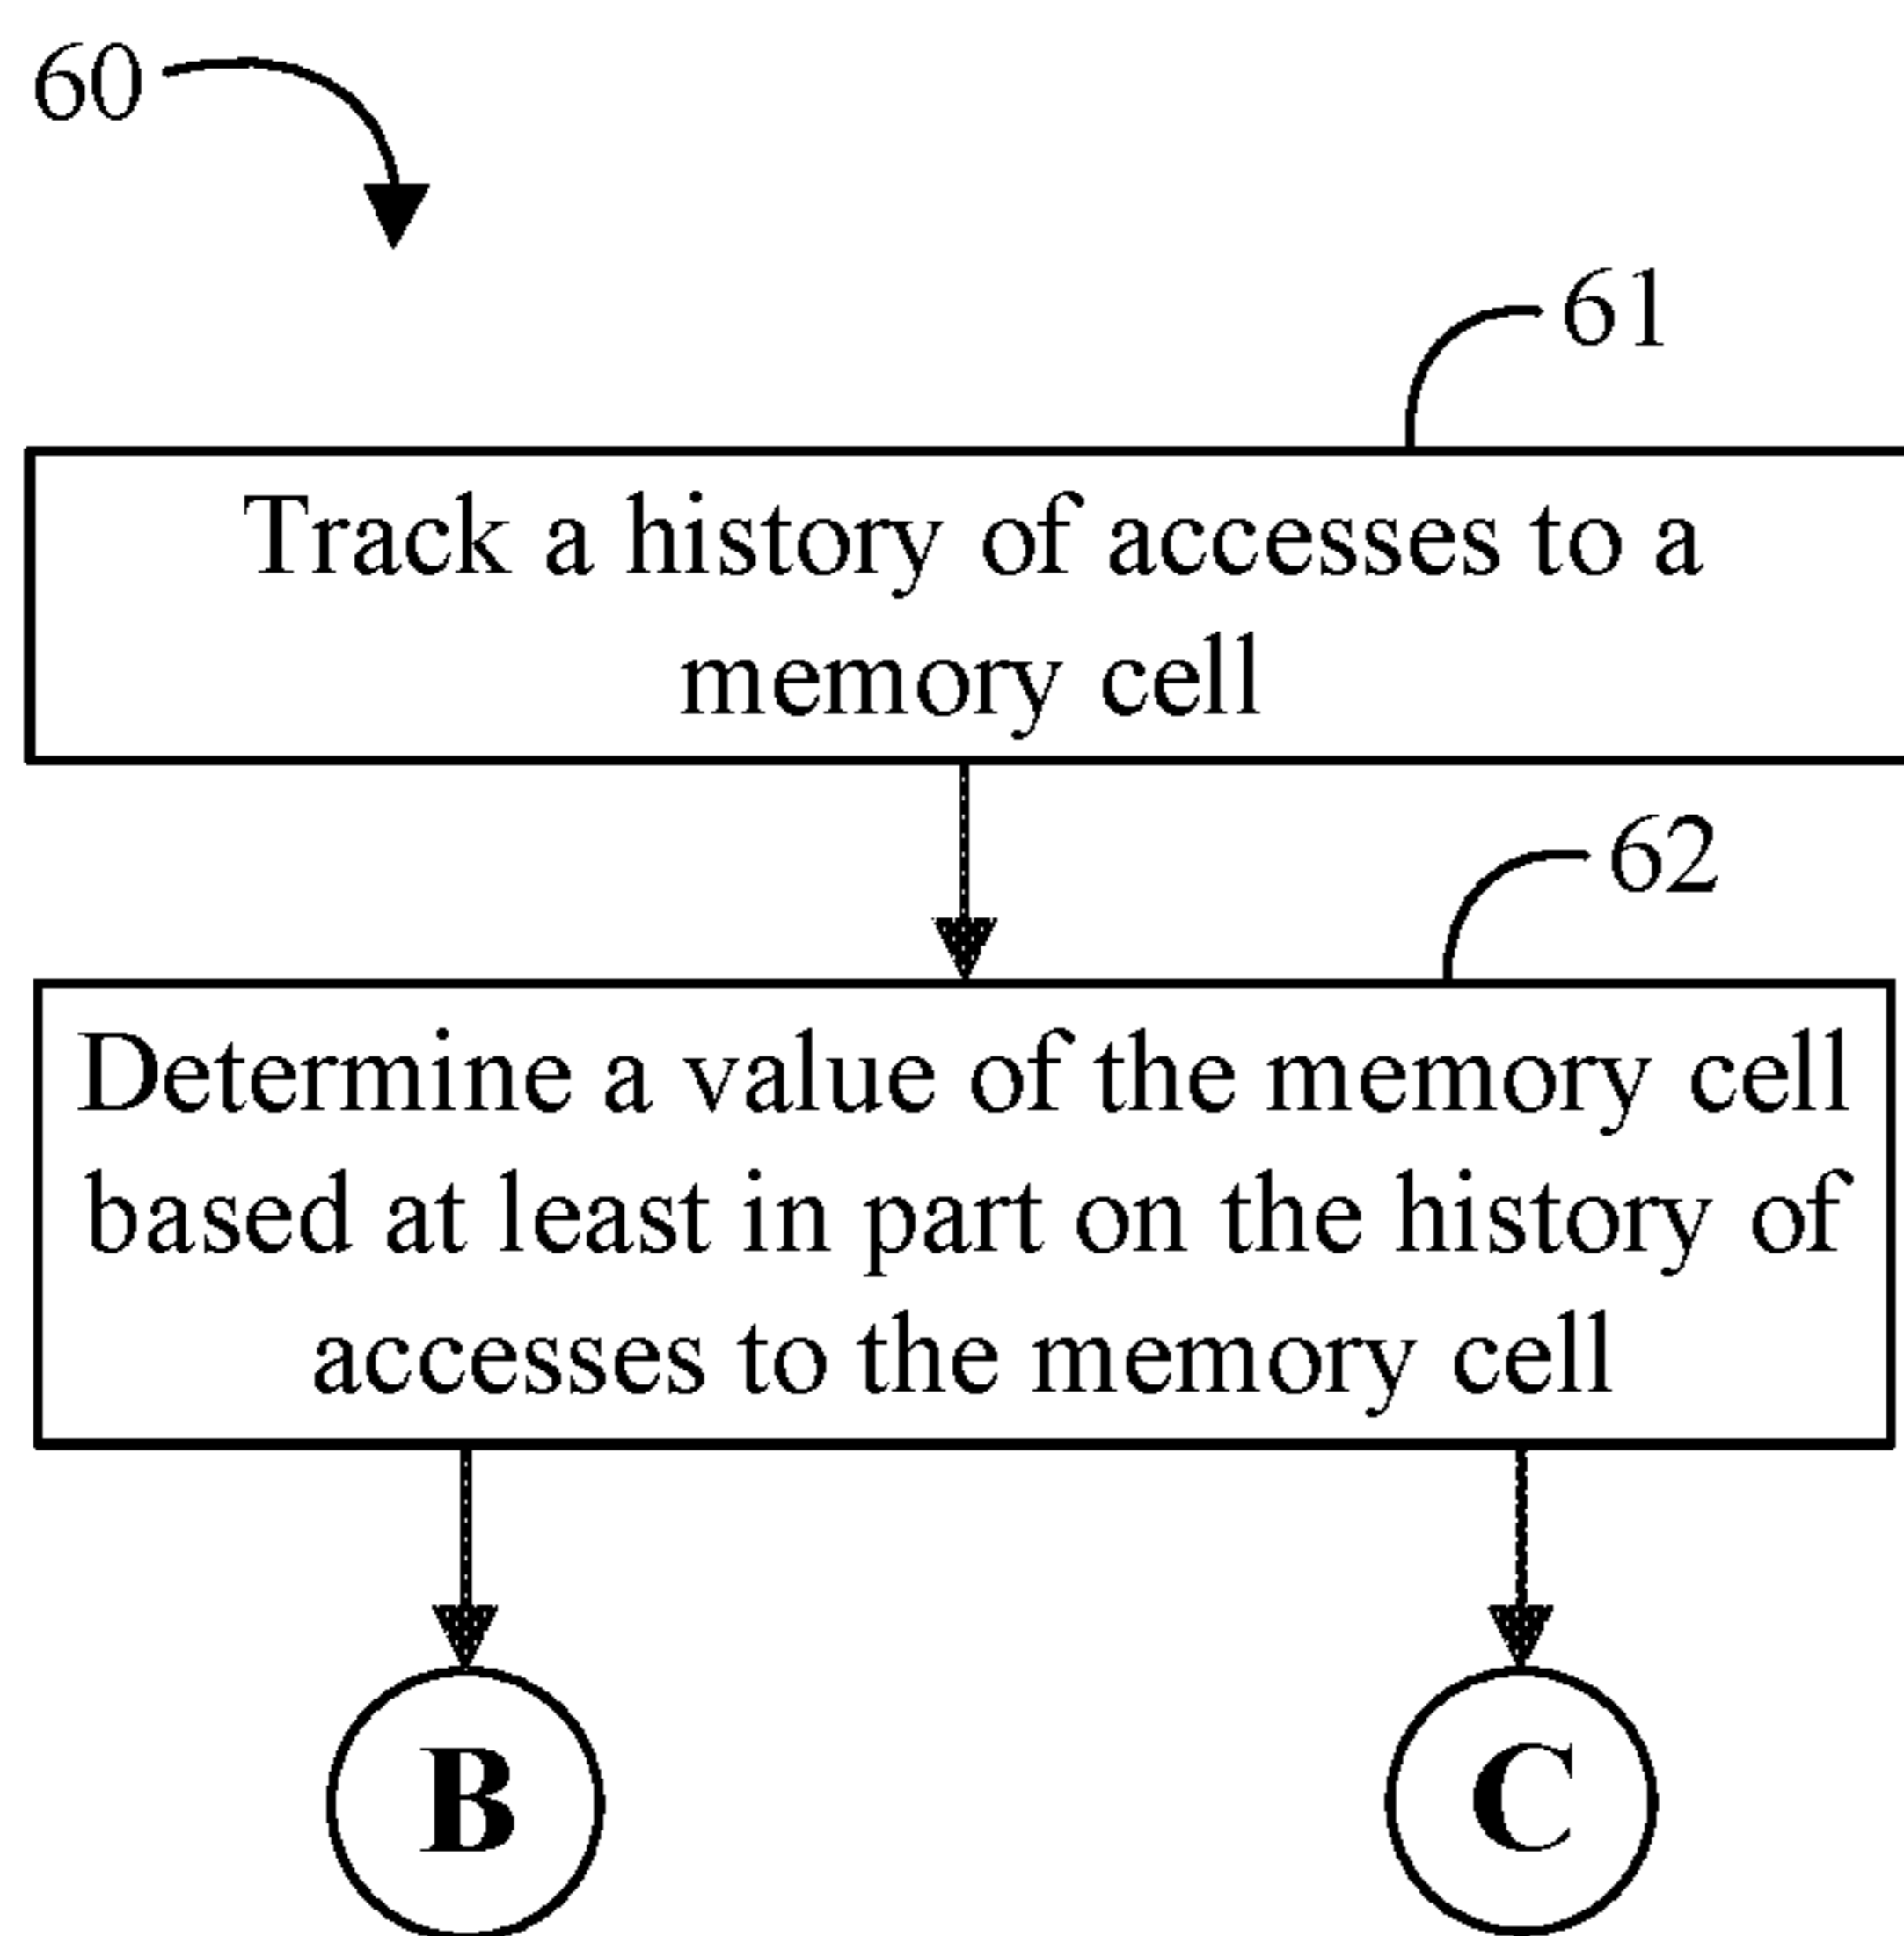 60
61
Track a history of accesses to a
memory cell
62
Determine a value of the memory cell
based at least in part on the history of
accesses to the memory cell
B
C